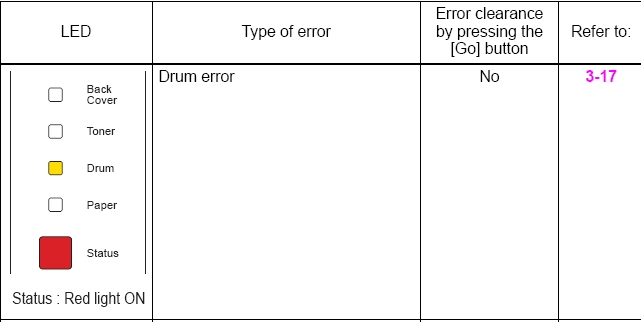 LED
Type of error
Error clearance
by pressing the
[Go] button
Refer to:
Back
Cover
Toner
Drum
Paper
Status
Status : Red light ON
Drum error
No
3-17